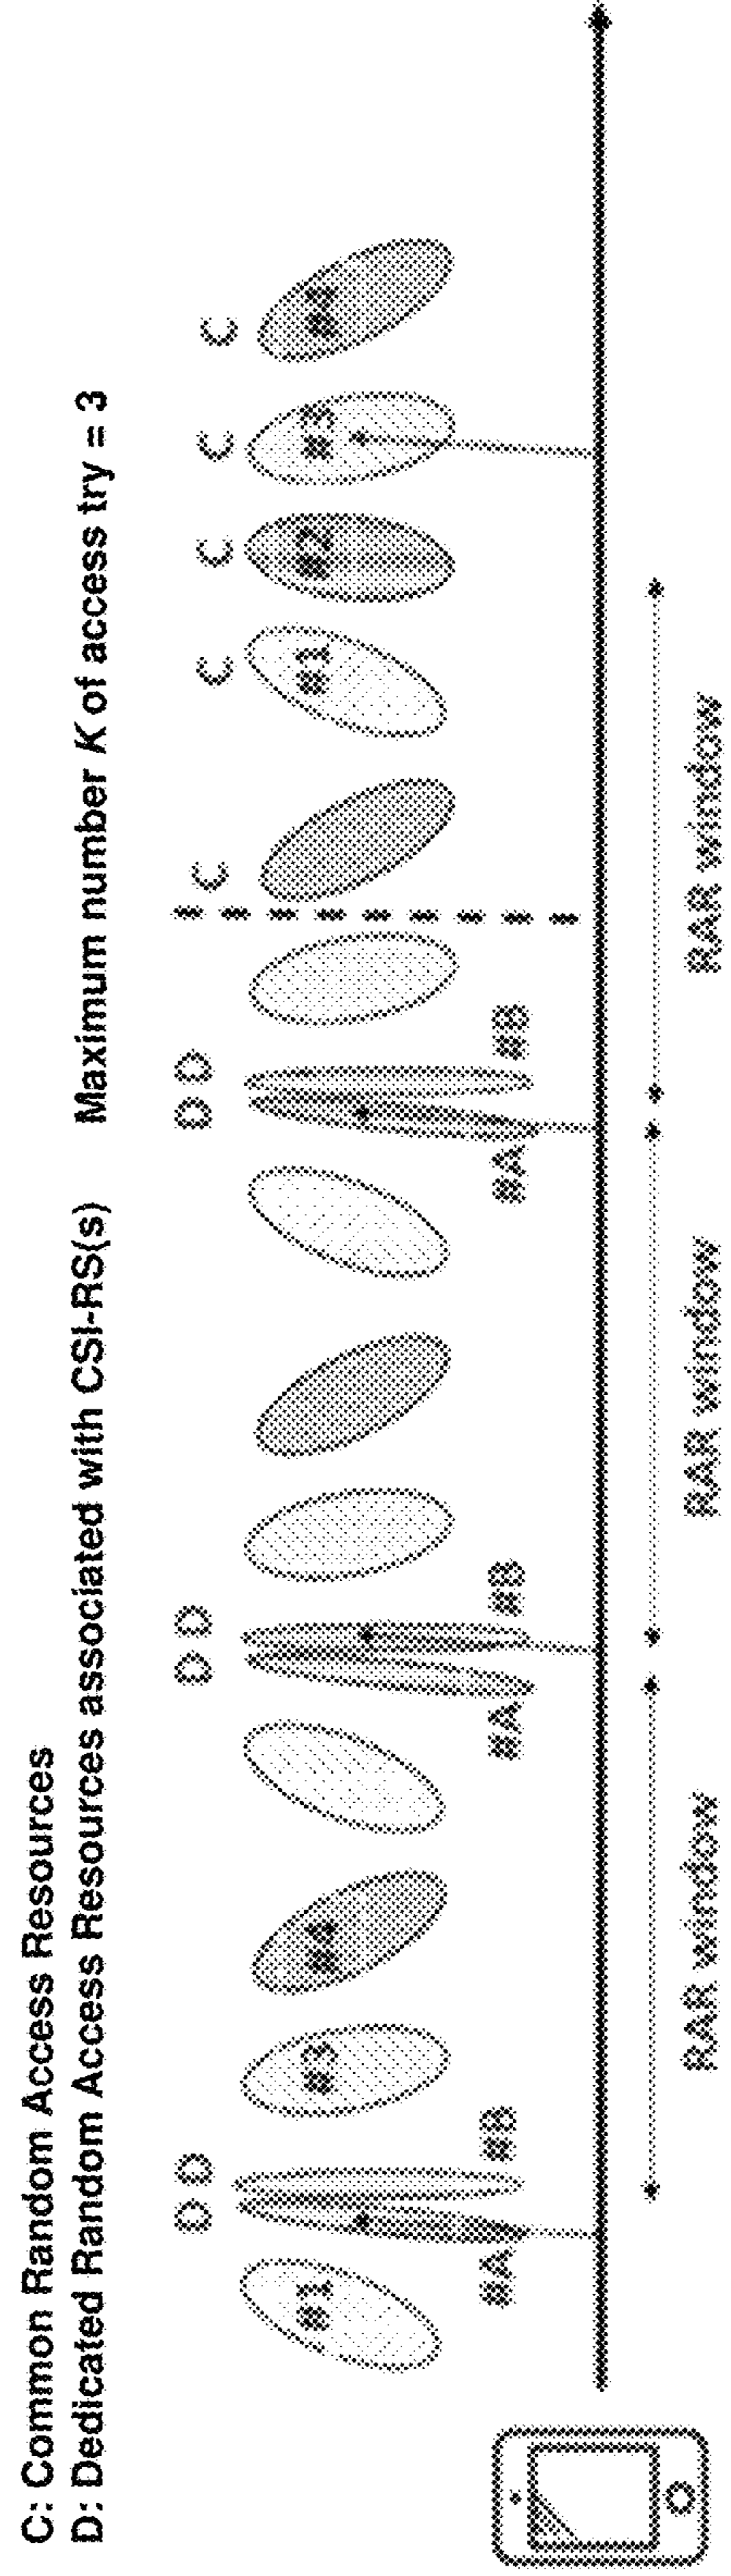 C: Common Random Access Resources
D: Dedicated Random Access Resources associated with CSI-RS(s)
Maximum number K of access try = 3
D D
D D
D D
C
C
C
C
C
#1
#3
#4
#1
#2
#3
#4
#A
#B
#A
#B
#A
#B
RAR window
RAR window
RAR window